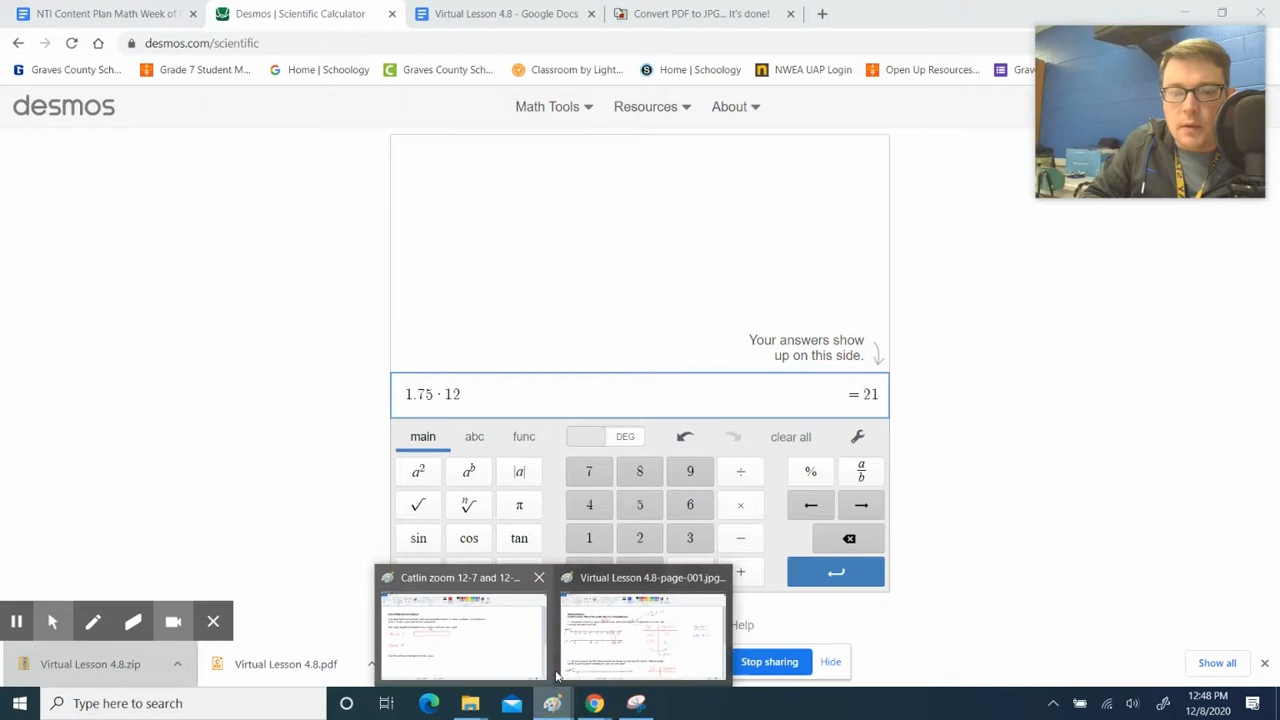 NTI Content Plan Math Week of
Desmos | Scientific Calculator
Virtual Lesson 4.8 - Google Docs
Convert PDF to JPG... It's done!
desmos.com/scientific
Graves County Sch...
Grade 7 Student M...
Home | Schoology
Graves County Sch...
Classroom by Light...
Home | Schoology
NWEA UAP Login
Open Up Resources...
Grav
desmos
Math Tools
Resources
About
Your answers show
up on this side.
1.75 · 12 = 21
main abc func DEG clear all
a² aᵇ |a| 7 8 9 ÷ % a/b
√ ⁿ√ π 4 5 6 × ← →
sin cos tan 1 2 3 −
Catlin zoom 12-7 and 12-...
Virtual Lesson 4.8-page-001.jpg...
+
Help
Virtual Lesson 4.8.zip
Virtual Lesson 4.8.pdf
Stop sharing
Hide
Show all
Type here to search
12:48 PM
12/8/2020